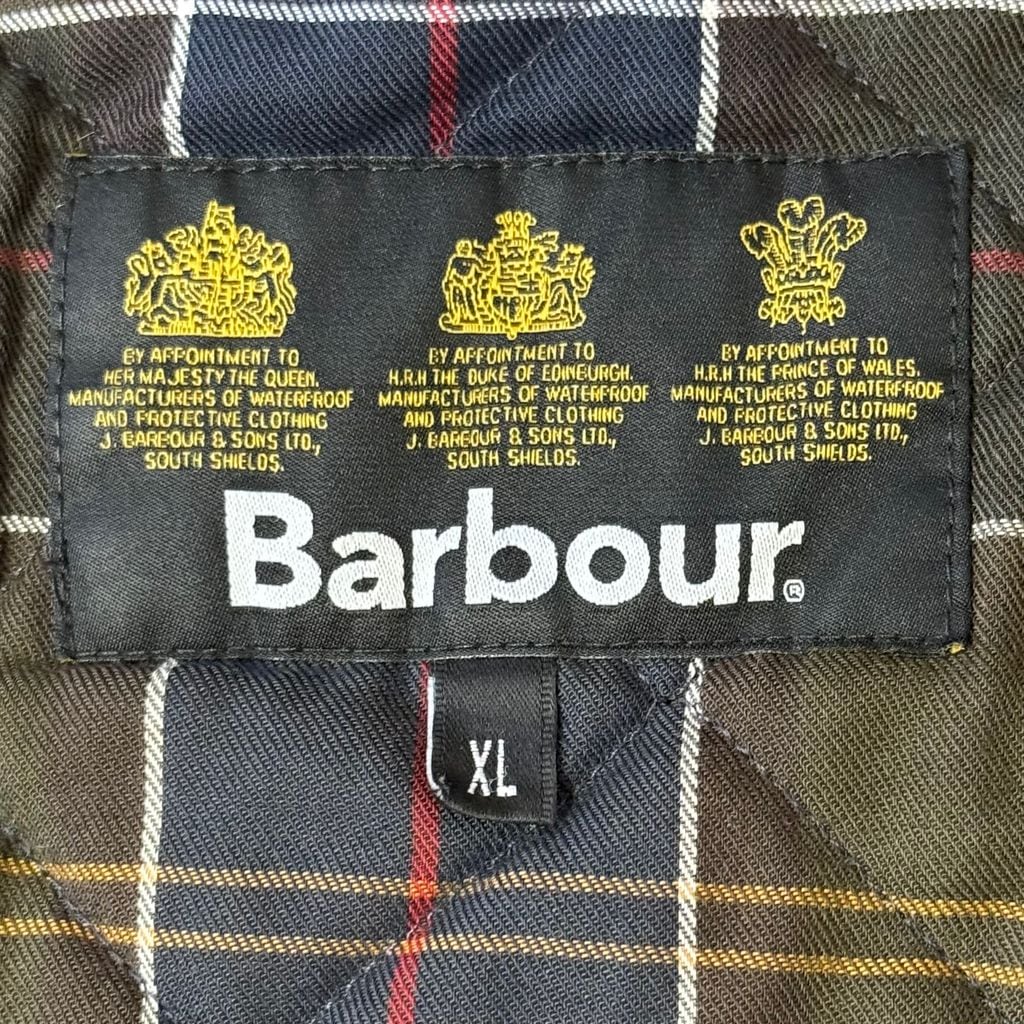 BY APPOINTMENT TO
HER MAJESTY THE QUEEN.
MANUFACTURERS OF WATERPROOF
AND PROTECTIVE CLOTHING
J. BARBOUR & SONS LTD.,
SOUTH SHIELDS.
BY APPOINTMENT TO
H.R.H THE DUKE OF EDINBURGH.
MANUFACTURERS OF WATERPROOF
AND PROTECTIVE CLOTHING
J. BARBOUR & SONS LTD.,
SOUTH SHIELDS.
BY APPOINTMENT TO
H.R.H THE PRINCE OF WALES.
MANUFACTURERS OF WATERPROOF
AND PROTECTIVE CLOTHING
J. BARBOUR & SONS LTD.,
SOUTH SHIELDS.
Barbour®
XL